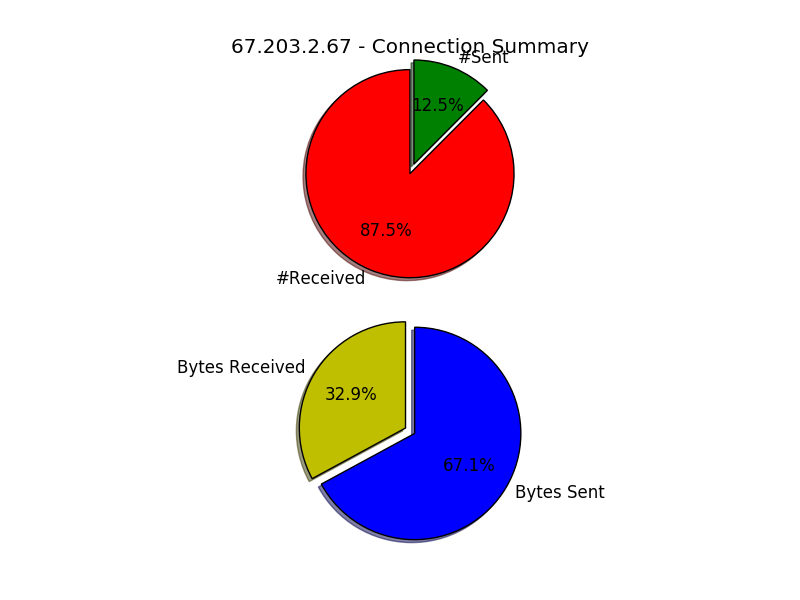 67.203.2.67 - Connection Summary
#Sent
12.5%
87.5%
#Received
Bytes Received
32.9%
67.1%
Bytes Sent